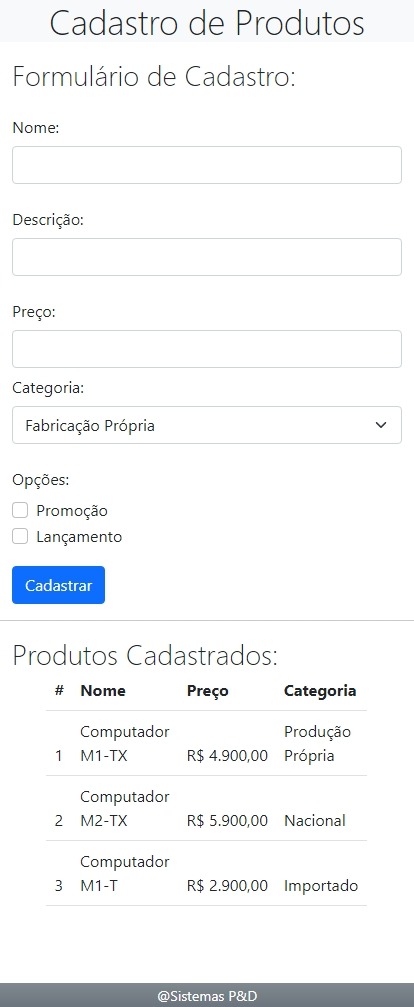 Cadastro de Produtos
Formulário de Cadastro:
Nome:
Descrição:
Preço:
Categoria:
Fabricação Própria
Opções:
Promoção
Lançamento
Cadastrar
Produtos Cadastrados:
# Nome Preço Categoria
Computador Produção
1 M1-TX R$ 4.900,00 Própria
Computador
2 M2-TX R$ 5.900,00 Nacional
Computador
3 M1-T R$ 2.900,00 Importado
@Sistemas P&D